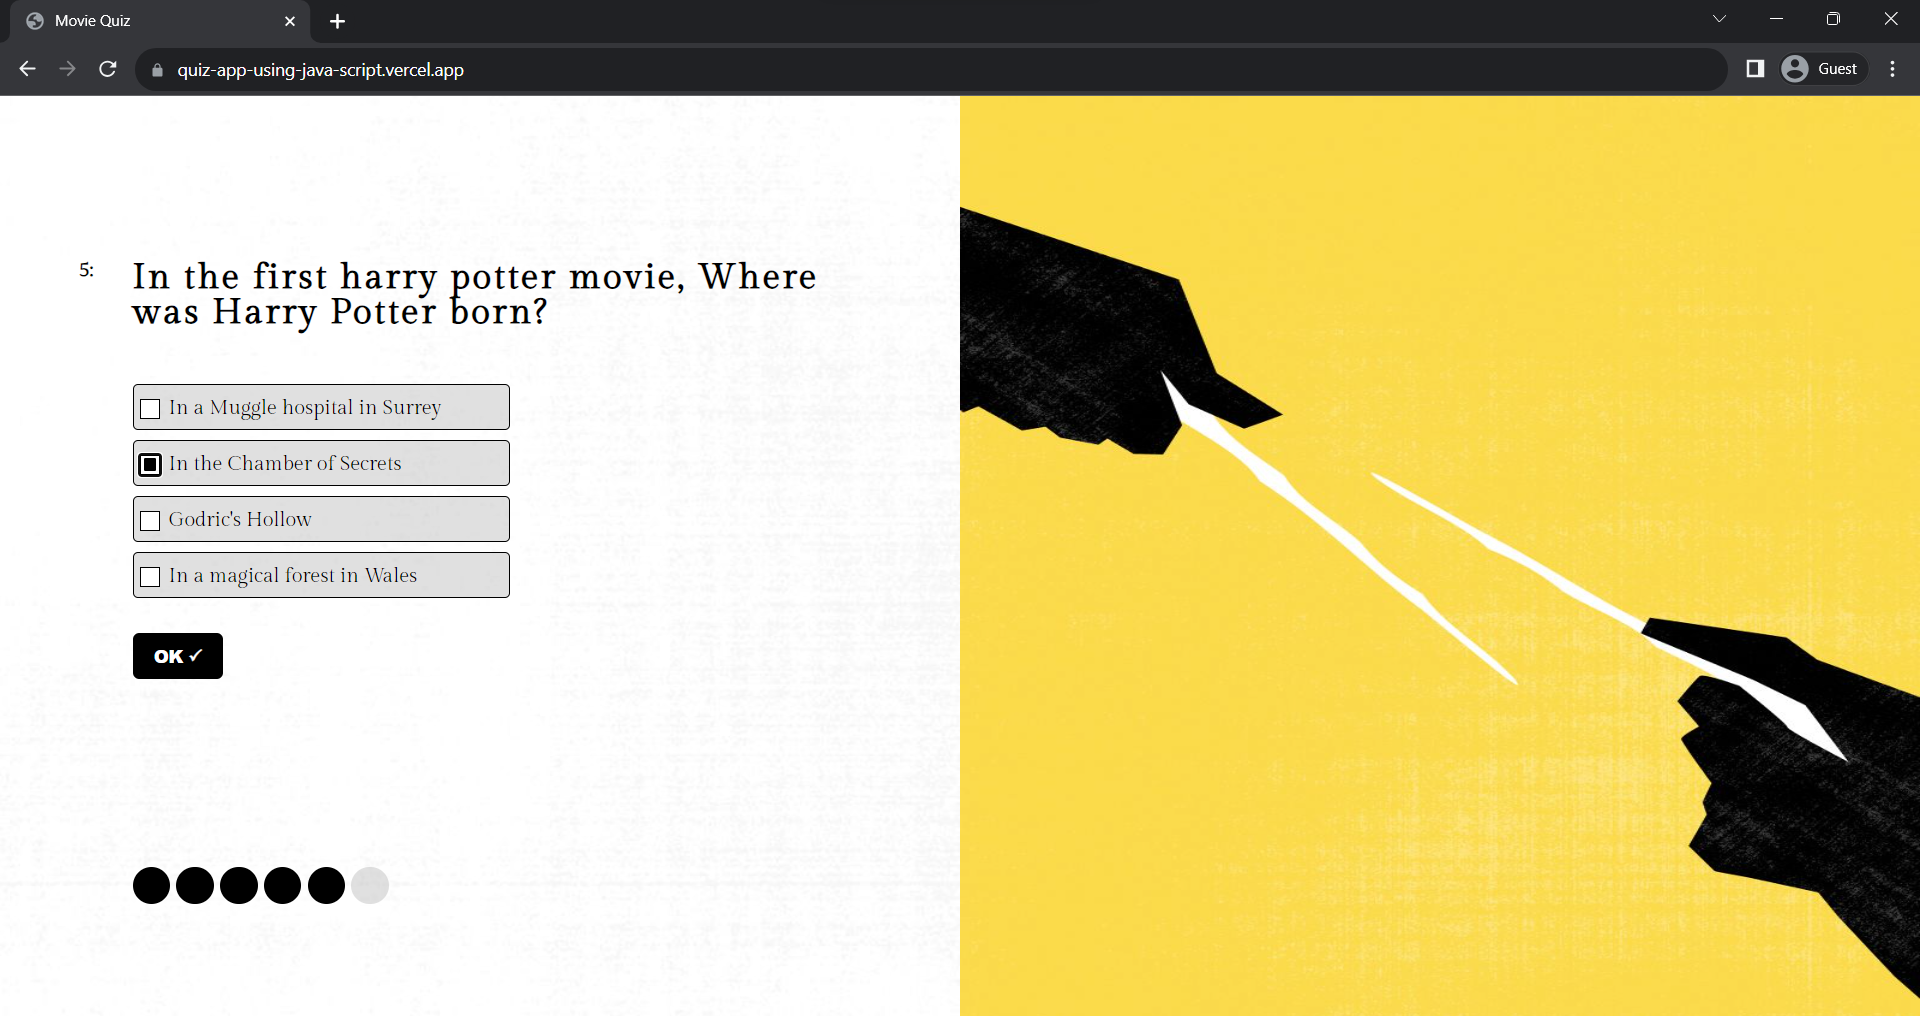 Movie Quiz
quiz-app-using-java-script.vercel.app
Guest
5:
In the first harry potter movie, Where
was Harry Potter born?
In a Muggle hospital in Surrey
In the Chamber of Secrets
Godric's Hollow
In a magical forest in Wales
OK ✓